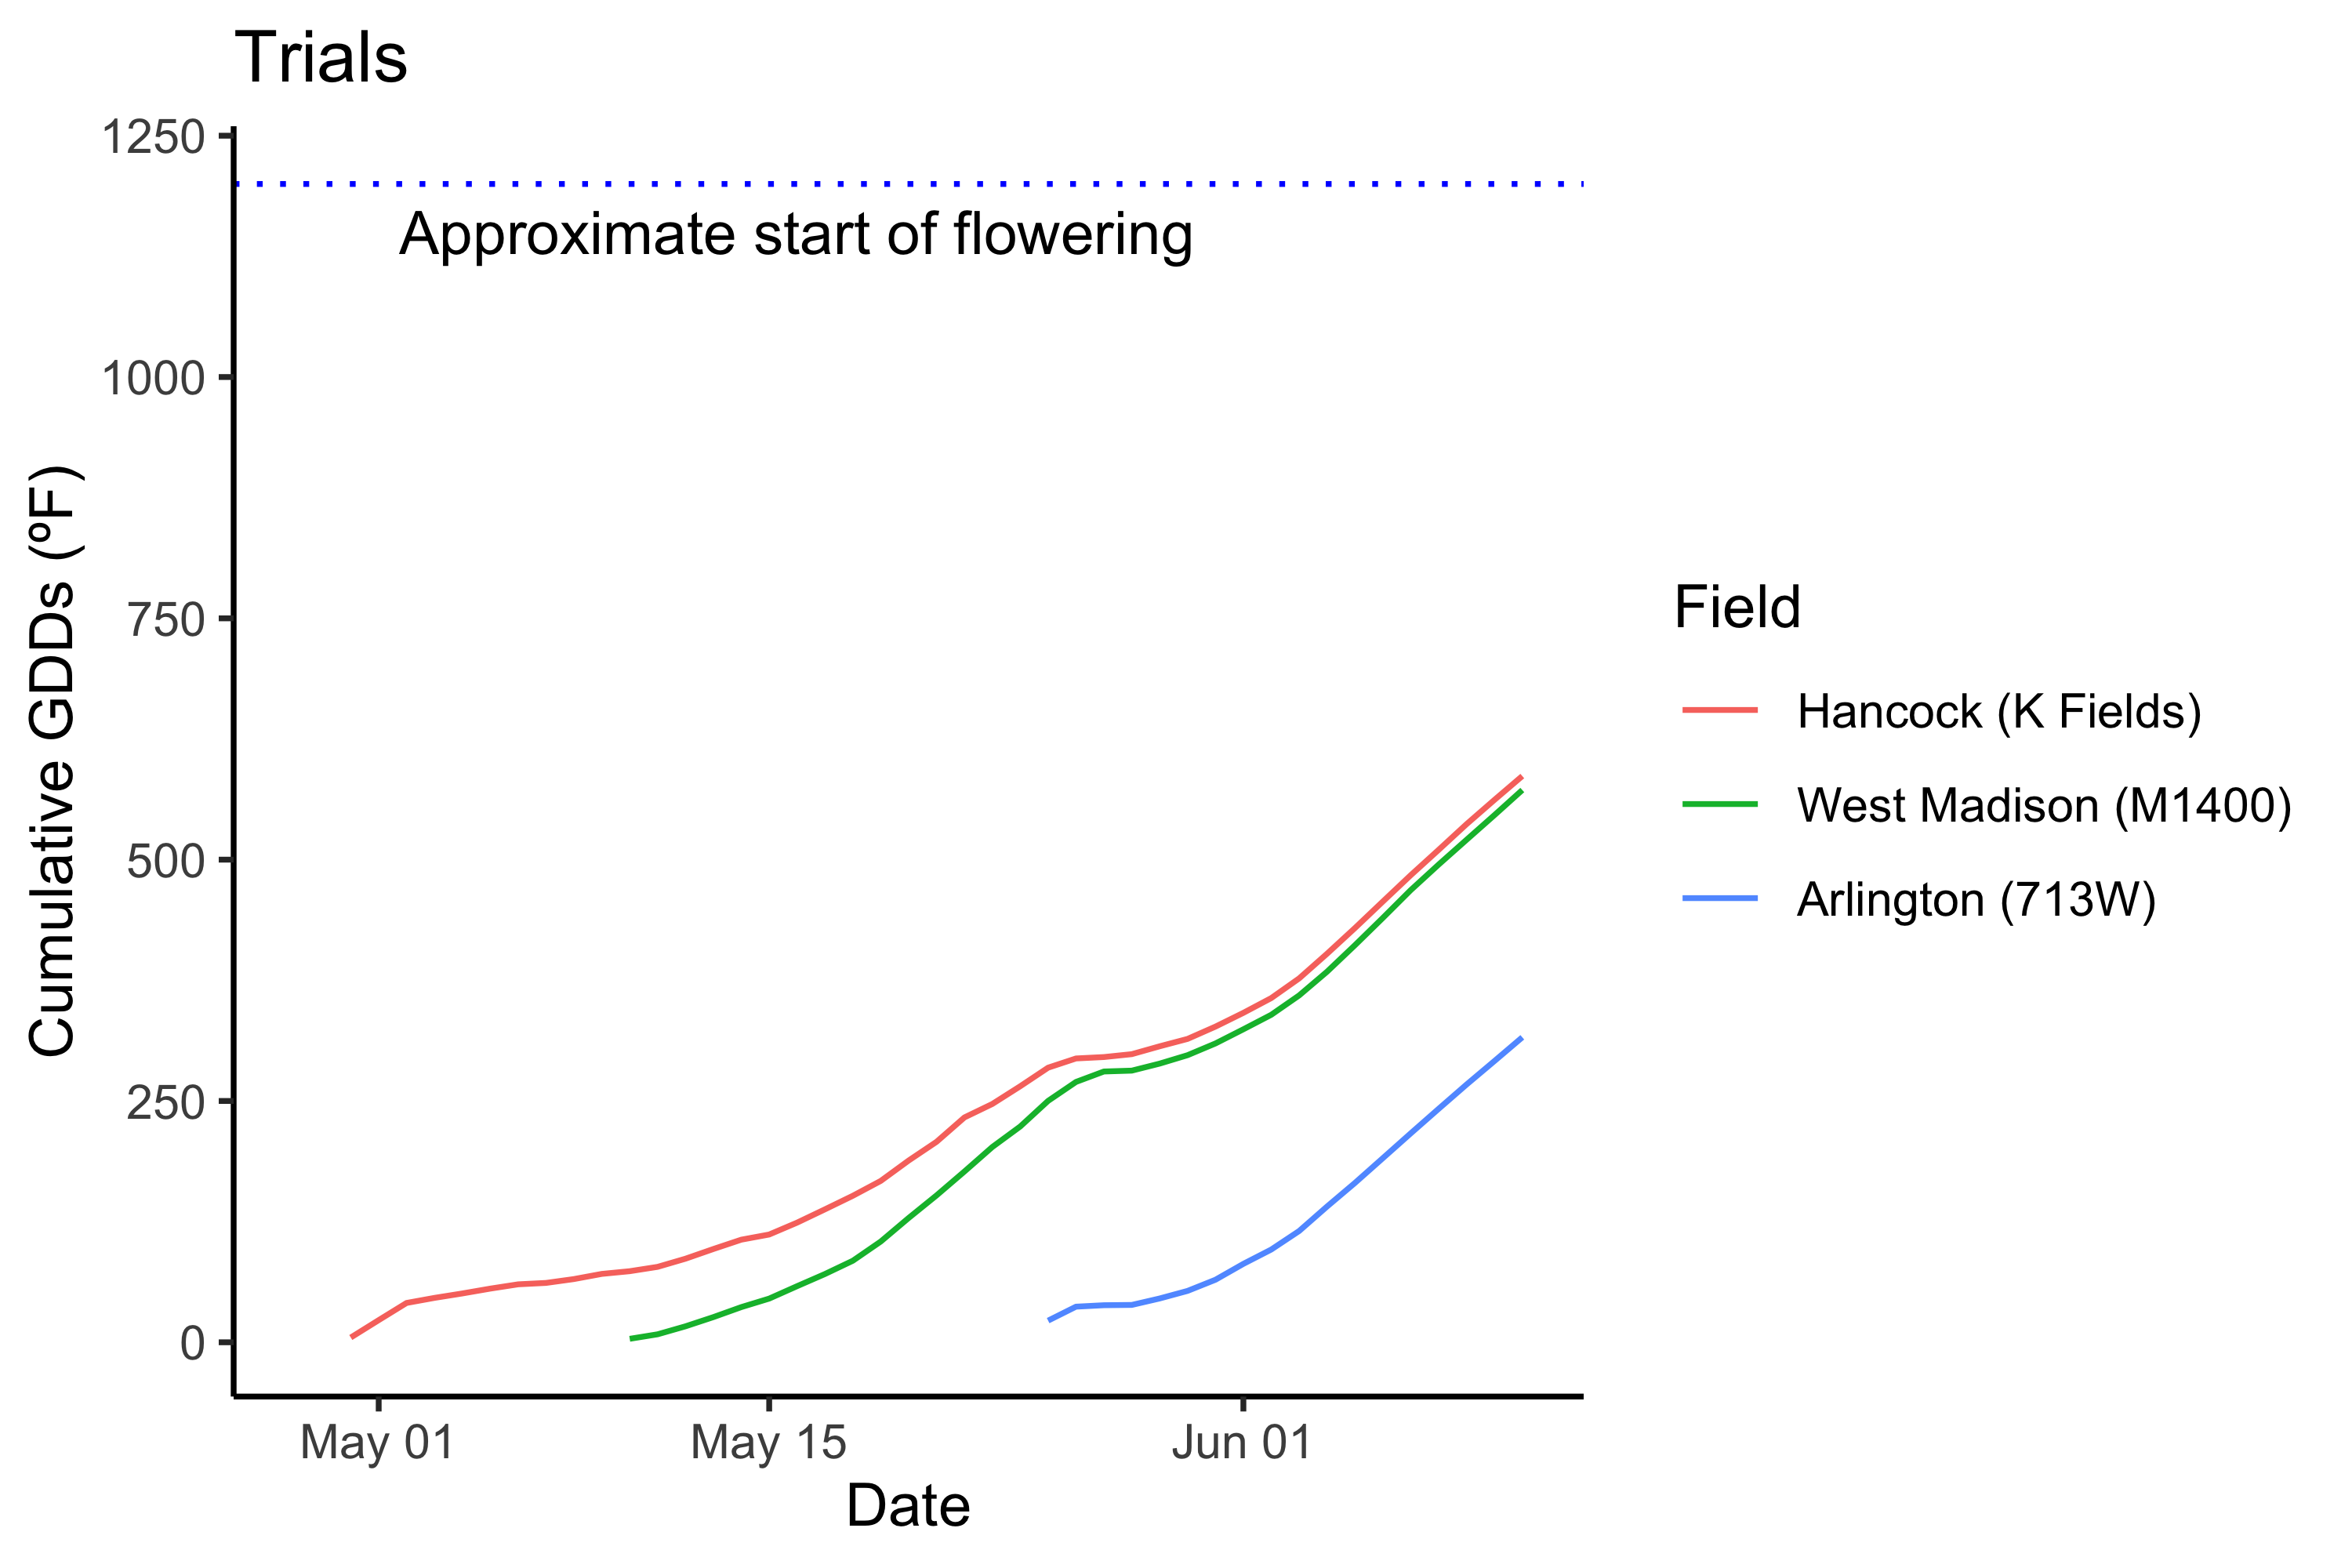 Trials
1250
Approximate start of flowering
1000
750
500
250
0
Cumulative GDDs (ºF)
May 01
May 15
Jun 01
Date
Field
Hancock (K Fields)
West Madison (M1400)
Arlington (713W)